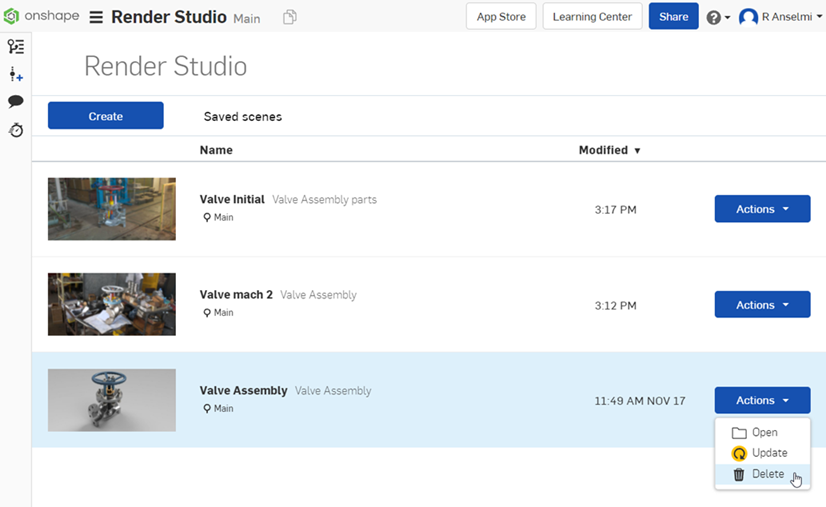 onshape Render Studio Main App Store Learning Center Share ? R Anselmi
Render Studio
Create Saved scenes
Name Modified ▼
Valve Initial Valve Assembly parts
Main
3:17 PM Actions
Valve mach 2 Valve Assembly
Main
3:12 PM Actions
Valve Assembly Valve Assembly
Main
11:49 AM NOV 17 Actions
Open
Update
Delete